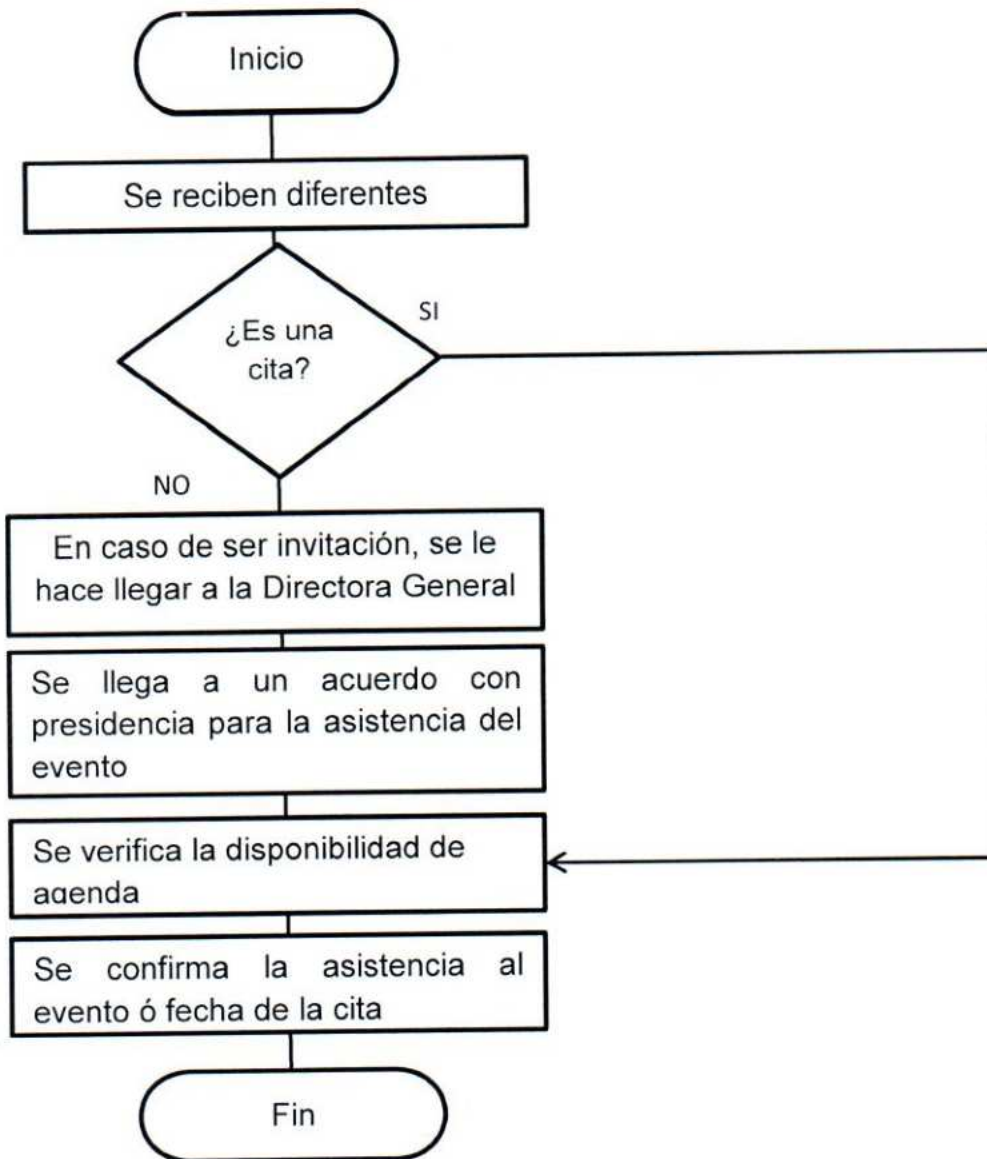 Inicio
Se reciben diferentes
¿Es una
cita?
SI
NO
En caso de ser invitación, se le
hace llegar a la Directora General
Se llega a un acuerdo con
presidencia para la asistencia del
evento
Se verifica la disponibilidad de
agenda
Se confirma la asistencia al
evento ó fecha de la cita
Fin